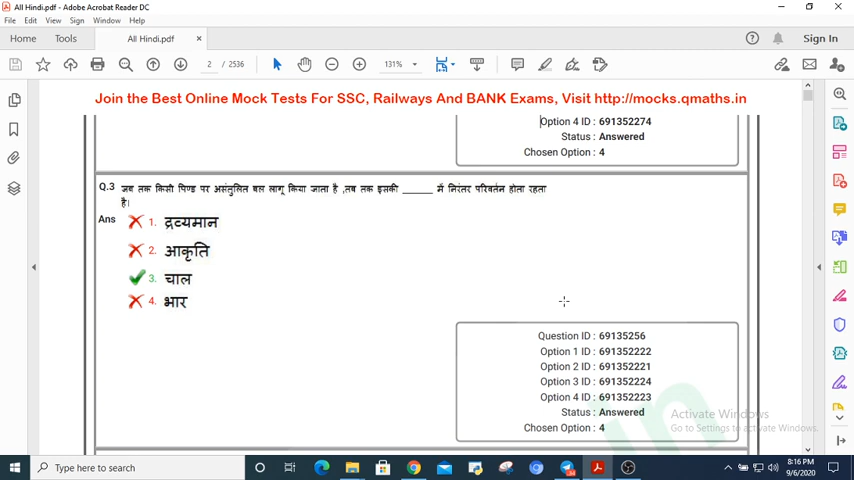 All Hindi.pdf - Adobe Acrobat Reader DC
File Edit View Sign Window Help
Home Tools All Hindi.pdf × Sign In
2 / 2536 131%
Join the Best Online Mock Tests For SSC, Railways And BANK Exams, Visit http://mocks.qmaths.in
Option 4 ID : 691352274
Status : Answered
Chosen Option : 4
Q.3 जब तक किसी पिण्ड पर असंतुलित बल लागू किया जाता है ,तब तक इसकी ______ में निरंतर परिवर्तन होता रहता
है।
Ans 1. द्रव्यमान
2. आकृति
3. चाल
4. भार
Question ID : 69135256
Option 1 ID : 691352222
Option 2 ID : 691352221
Option 3 ID : 691352224
Option 4 ID : 691352223
Status : Answered
Chosen Option : 4
in
Activate Windows
Go to Settings to activate Windows.
Type here to search
8:16 PM
9/6/2020